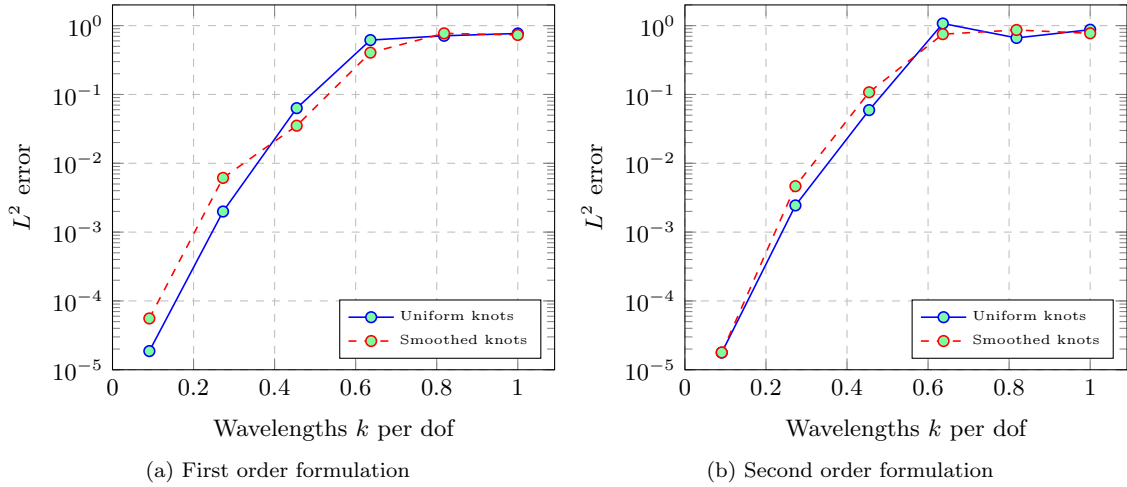 10^0
10^{-1}
10^{-2}
10^{-3}
10^{-4}
10^{-5}
L^2 error
0 0.2 0.4 0.6 0.8 1
Wavelengths k per dof
Uniform knots
Smoothed knots
(a) First order formulation
10^0
10^{-1}
10^{-2}
10^{-3}
10^{-4}
10^{-5}
L^2 error
0 0.2 0.4 0.6 0.8 1
Wavelengths k per dof
Uniform knots
Smoothed knots
(b) Second order formulation